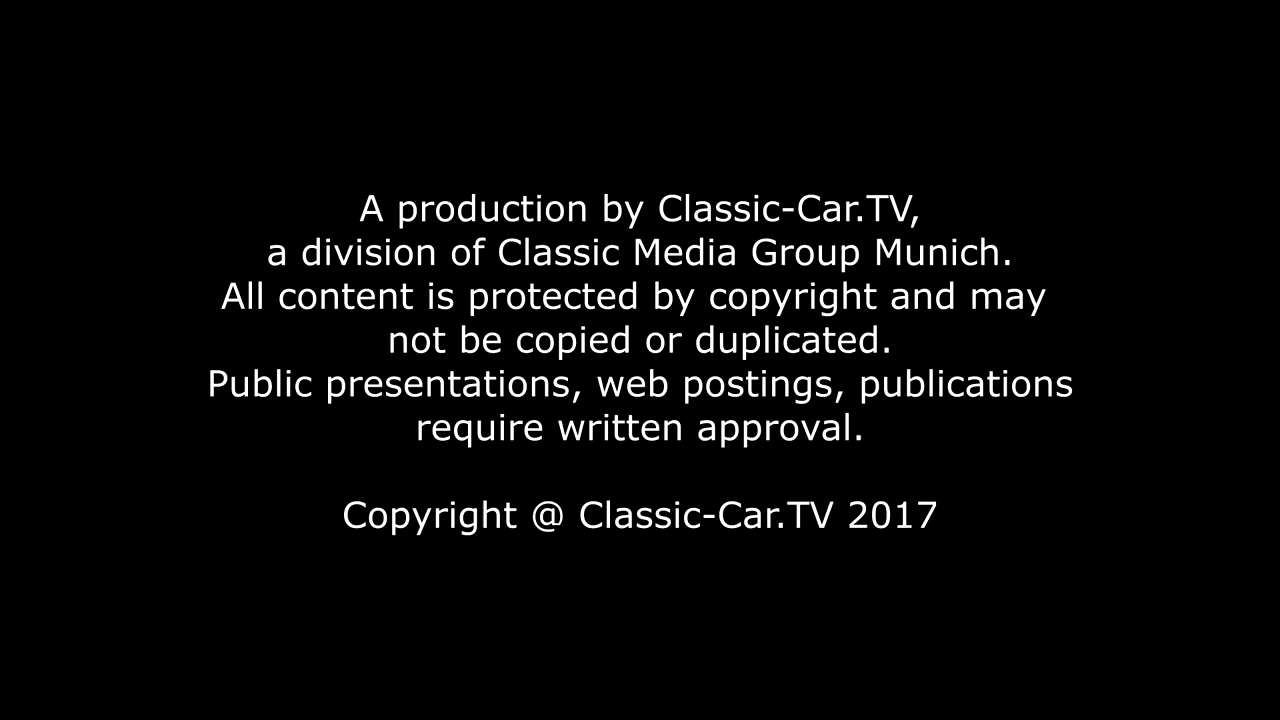 A production by Classic-Car.TV,
a division of Classic Media Group Munich.
All content is protected by copyright and may
not be copied or duplicated.
Public presentations, web postings, publications
require written approval.
Copyright @ Classic-Car.TV 2017